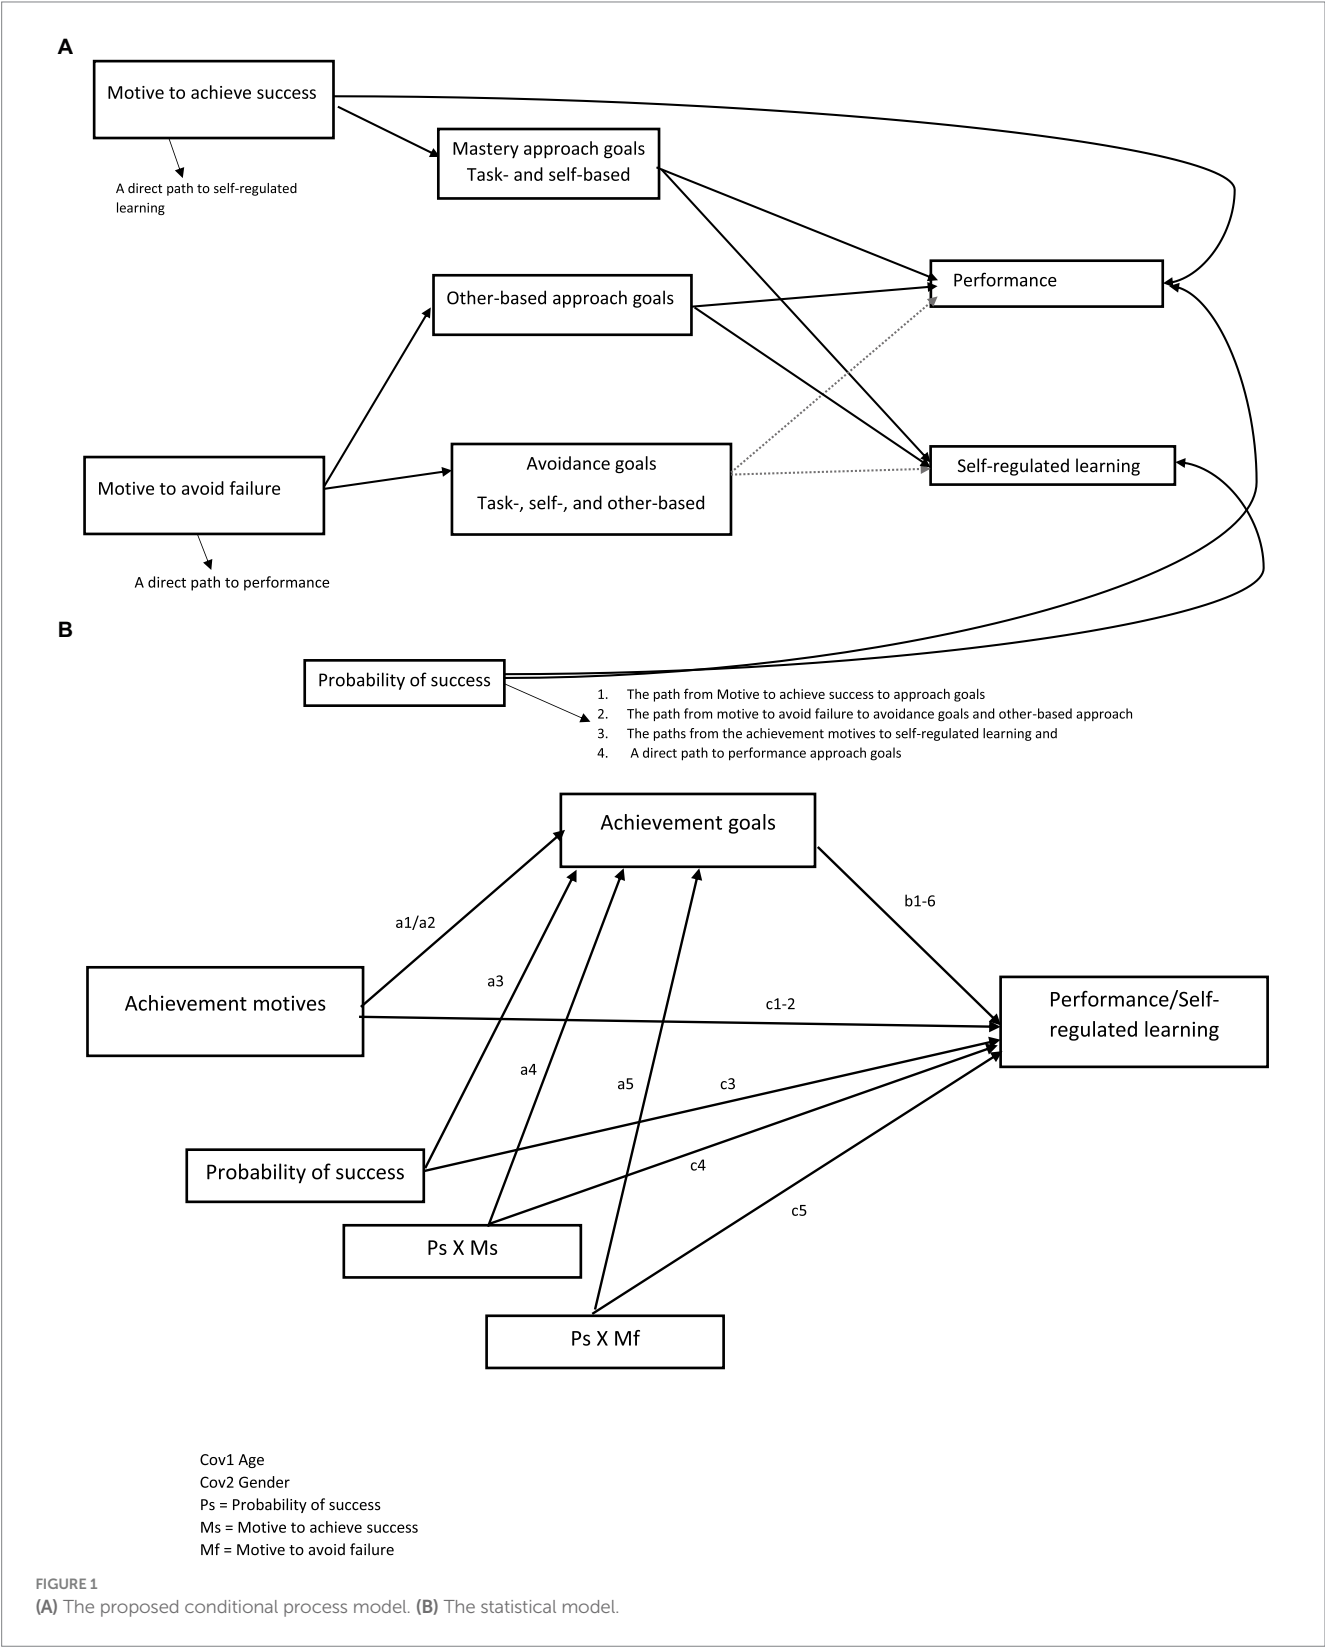 A
Motive to achieve success
A direct path to self-regulated
learning
Mastery approach goals
Task- and self-based
Other-based approach goals
Performance
Motive to avoid failure
Avoidance goals
Task-, self-, and other-based
Self-regulated learning
A direct path to performance
B
Probability of success
1. The path from Motive to achieve success to approach goals
2. The path from motive to avoid failure to avoidance goals and other-based approach
3. The paths from the achievement motives to self-regulated learning and
4. A direct path to performance approach goals
Achievement goals
a1/a2
b1-6
a3
Achievement motives
c1-2
Performance/Self-
regulated learning
a4
a5
c3
Probability of success
c4
c5
Ps X Ms
Ps X Mf
Cov1 Age
Cov2 Gender
Ps = Probability of success
Ms = Motive to achieve success
Mf = Motive to avoid failure
FIGURE 1
(A) The proposed conditional process model. (B) The statistical model.